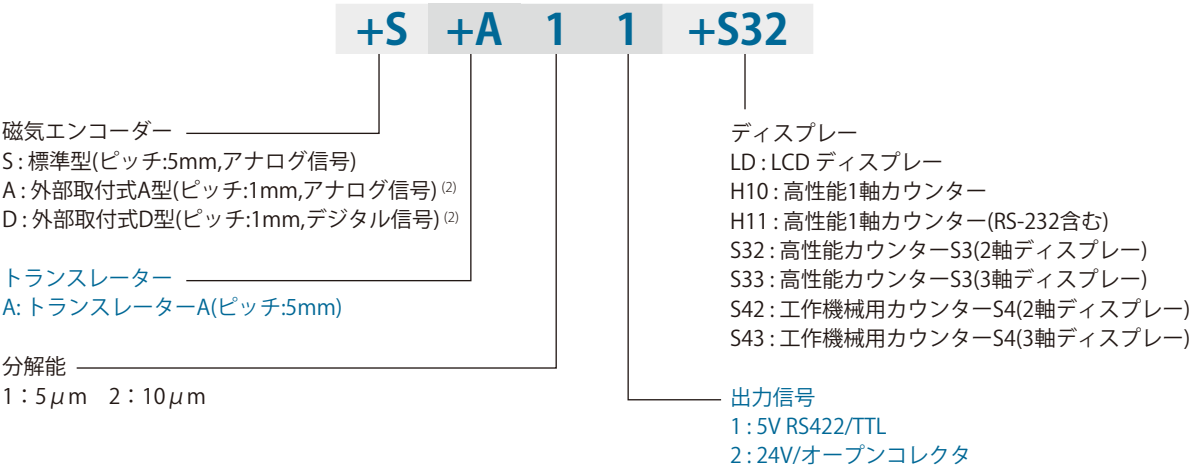 +S +A 1 1 +S32
磁気エンコーダー
S : 標準型(ピッチ:5mm,アナログ信号)
A : 外部取付式A型(ピッチ:1mm,アナログ信号) (2)
D : 外部取付式D型(ピッチ:1mm,デジタル信号) (2)
トランスレーター
A: トランスレーターA(ピッチ:5mm)
分解能
1：5μm 2：10μm
ディスプレー
LD : LCD ディスプレー
H10 : 高性能1軸カウンター
H11 : 高性能1軸カウンター(RS-232含む)
S32 : 高性能カウンターS3(2軸ディスプレー)
S33 : 高性能カウンターS3(3軸ディスプレー)
S42 : 工作機械用カウンターS4(2軸ディスプレー)
S43 : 工作機械用カウンターS4(3軸ディスプレー)
出力信号
1 : 5V RS422/TTL
2 : 24V/オープンコレクタ